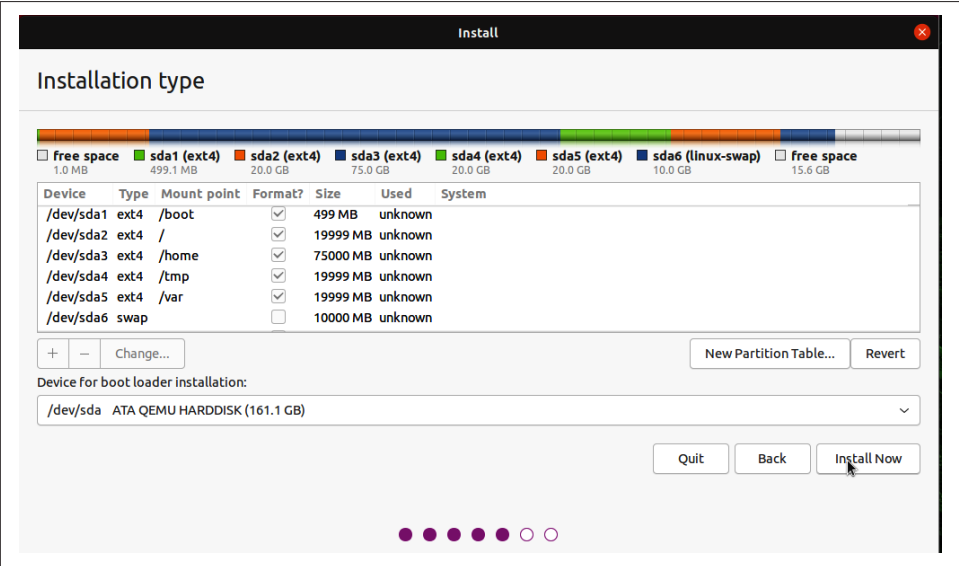 Install
Installation type
free space sda1 (ext4) sda2 (ext4) sda3 (ext4) sda4 (ext4) sda5 (ext4) sda6 (linux-swap) free space
1.0 MB 499.1 MB 20.0 GB 75.0 GB 20.0 GB 20.0 GB 10.0 GB 15.6 GB
Device Type Mount point Format? Size Used System
/dev/sda1 ext4 /boot 499 MB unknown
/dev/sda2 ext4 / 19999 MB unknown
/dev/sda3 ext4 /home 75000 MB unknown
/dev/sda4 ext4 /tmp 19999 MB unknown
/dev/sda5 ext4 /var 19999 MB unknown
/dev/sda6 swap 10000 MB unknown
+ − Change... New Partition Table... Revert
Device for boot loader installation:
/dev/sda ATA QEMU HARDDISK (161.1 GB)
Quit Back Install Now